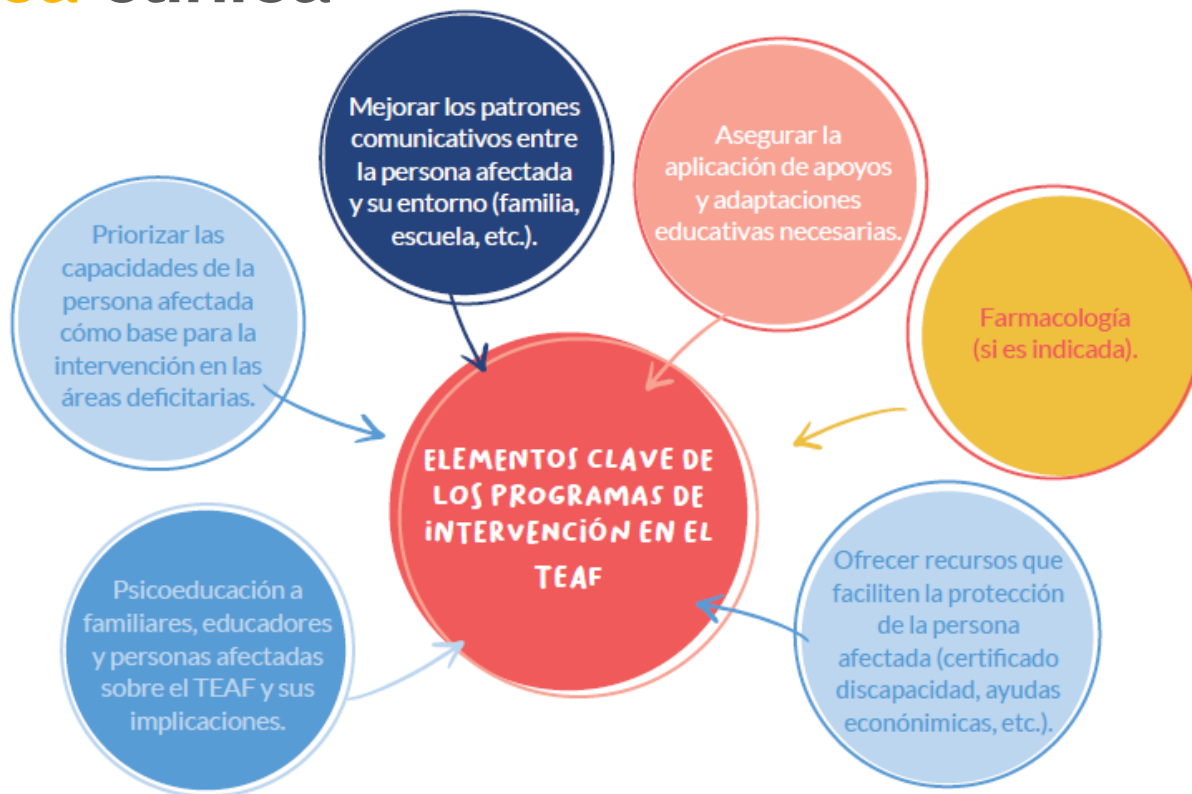 Mejorar los patrones
comunicativos entre
la persona afectada
y su entorno (familia,
escuela, etc.).
Asegurar la
aplicación de apoyos
y adaptaciones
educativas necesarias.
Priorizar las
capacidades de la
persona afectada
cómo base para la
intervención en las
áreas deficitarias.
Farmacología
(si es indicada).
ELEMENTOS CLAVE DE
LOS PROGRAMAS DE
INTERVENCIÓN EN EL
TEAF
Psicoeducación a
familiares, educadores
y personas afectadas
sobre el TEAF y sus
implicaciones.
Ofrecer recursos que
faciliten la protección
de la persona
afectada (certificado
discapacidad, ayudas
econónimicas, etc.).